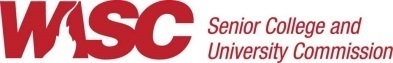 WASC Senior College and
University Commission